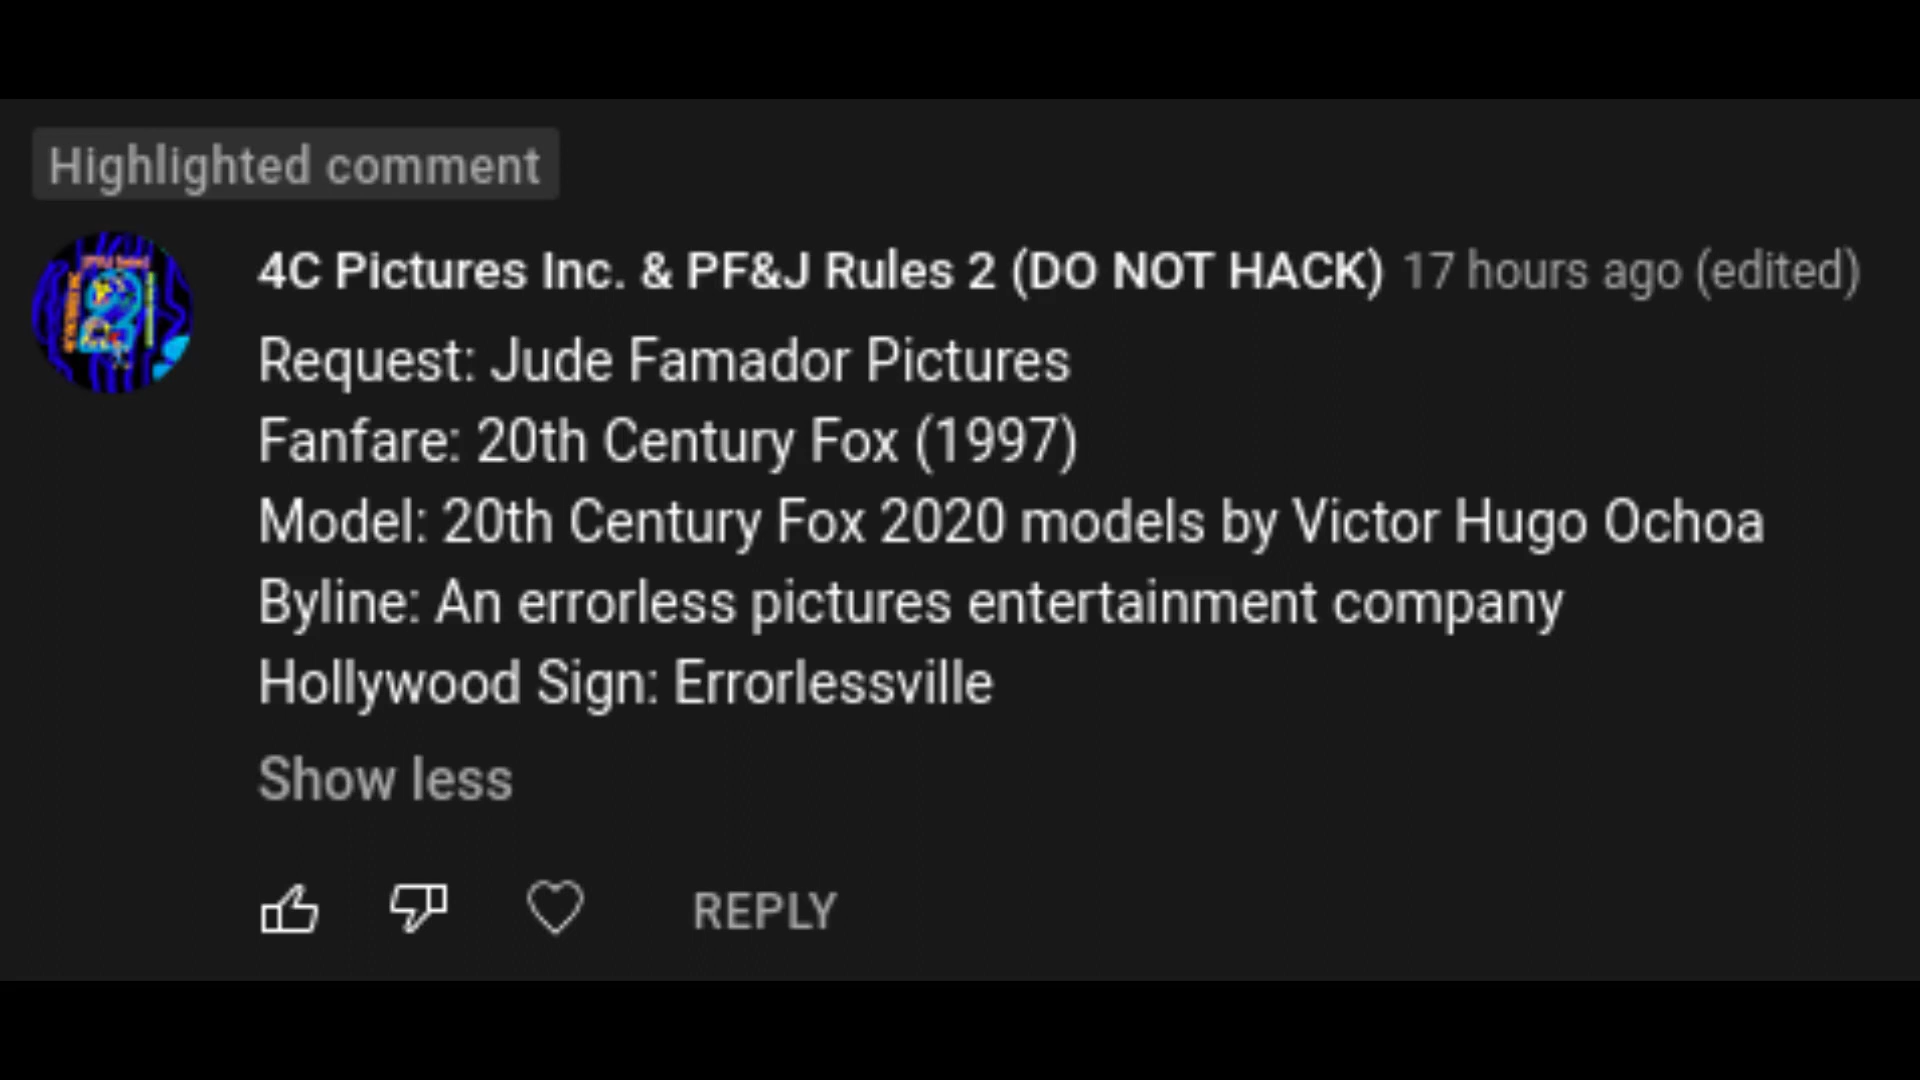 Highlighted comment
4C Pictures Inc. & PF&J Rules 2 (DO NOT HACK) 17 hours ago (edited)
Request: Jude Famador Pictures
Fanfare: 20th Century Fox (1997)
Model: 20th Century Fox 2020 models by Victor Hugo Ochoa
Byline: An errorless pictures entertainment company
Hollywood Sign: Errorlessville
Show less
REPLY